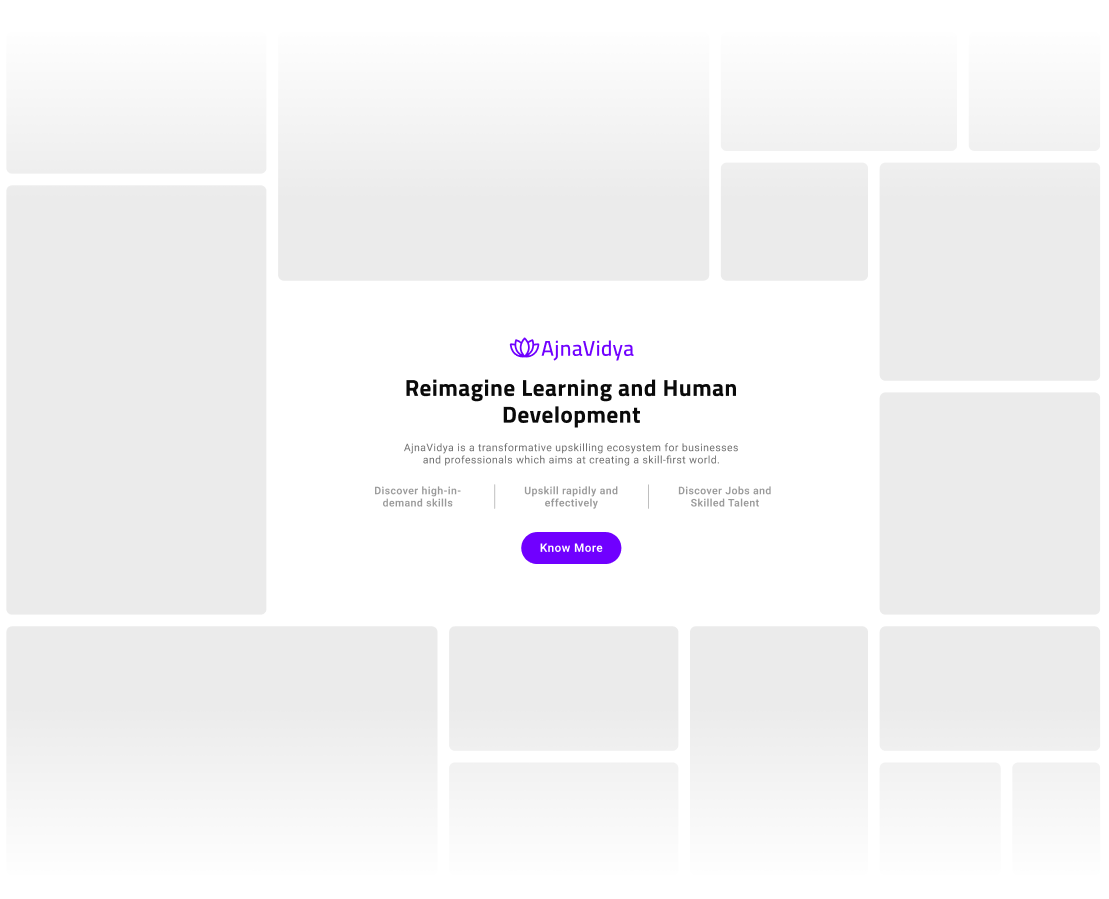 AjnaVidya
Reimagine Learning and Human
Development
AjnaVidya is a transformative upskilling ecosystem for businesses
and professionals which aims at creating a skill-first world.
Discover high-in-
demand skills
Upskill rapidly and
effectively
Discover Jobs and
Skilled Talent
Know More